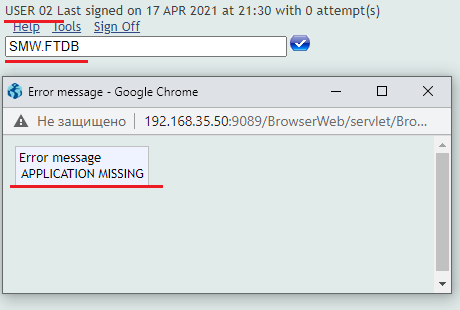 USER 02 Last signed on 17 APR 2021 at 21:30 with 0 attempt(s)
Help Tools Sign Off
SMW.FTDB
Error message - Google Chrome
Не защищено 192.168.35.50:9089/BrowserWeb/servlet/Bro...
Error message
APPLICATION MISSING